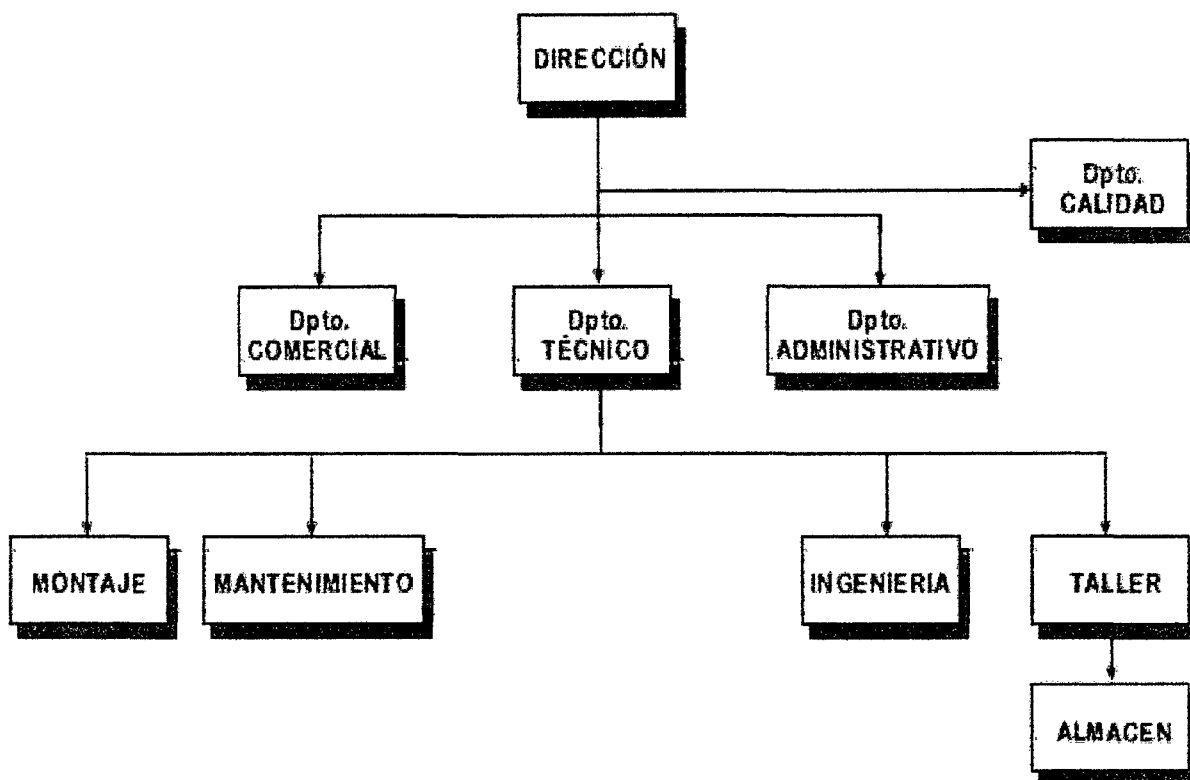 DIRECCIÓN
Dpto.
CALIDAD
Dpto.
COMERCIAL
Dpto.
TÉCNICO
Dpto.
ADMINISTRATIVO
MONTAJE
MANTENIMIENTO
INGENIERIA
TALLER
ALMACEN